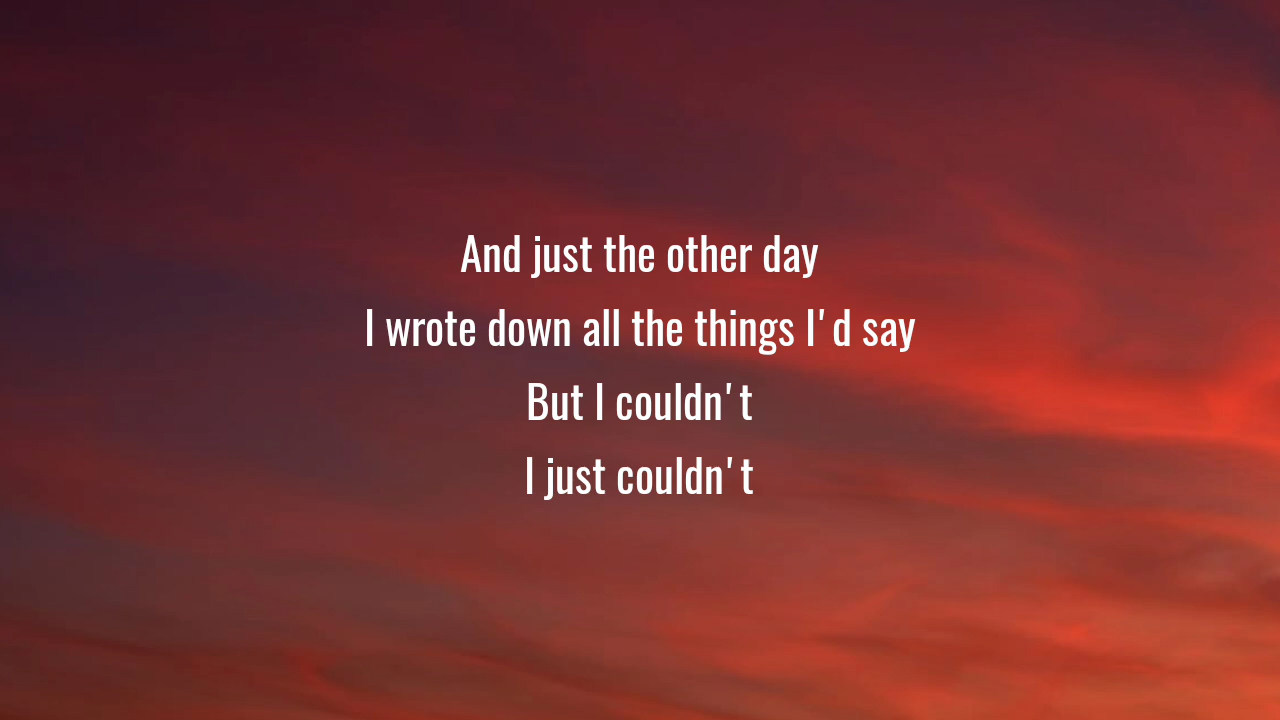 And just the other day
I wrote down all the things I'd say
But I couldn't
I just couldn't